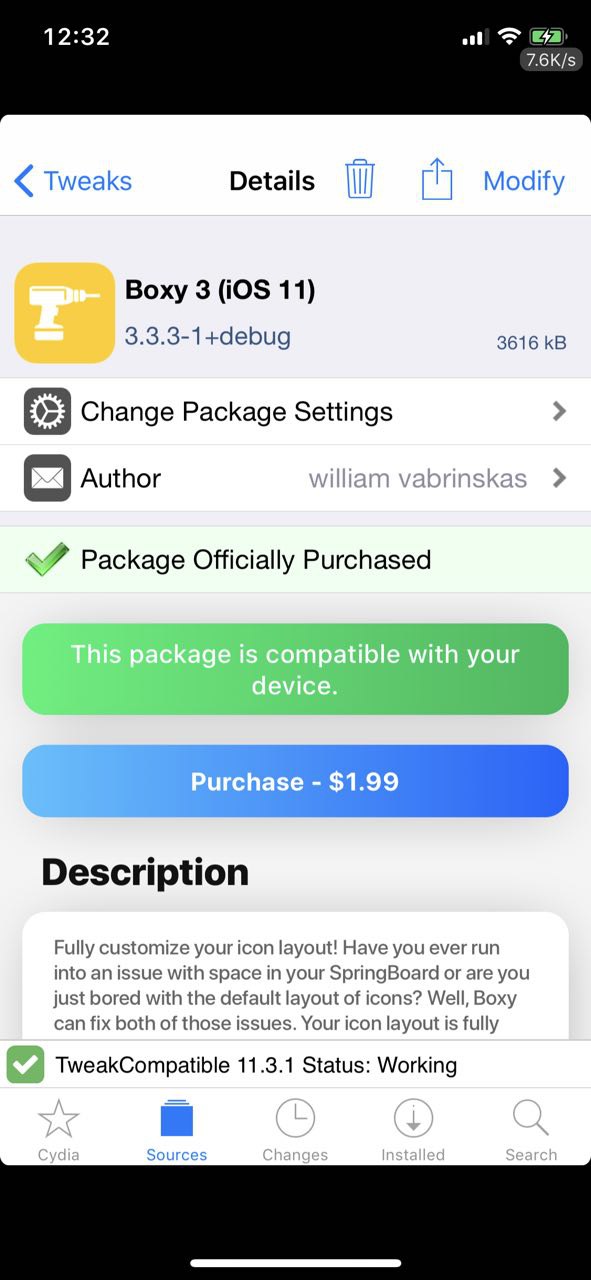 12:32
7.6K/s
Tweaks
Details
Modify
Boxy 3 (iOS 11)
3.3.3-1+debug
3616 kB
Change Package Settings
Author
william vabrinskas
Package Officially Purchased
This package is compatible with your
device.
Purchase - $1.99
Description
Fully customize your icon layout! Have you ever run
into an issue with space in your SpringBoard or are you
just bored with the default layout of icons? Well, Boxy
can fix both of those issues. Your icon layout is fully
TweakCompatible 11.3.1 Status: Working
Cydia
Sources
Changes
Installed
Search